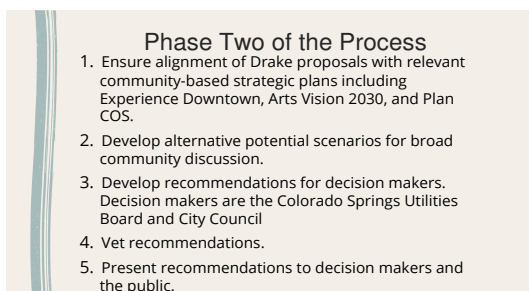 Phase Two of the Process
1. Ensure alignment of Drake proposals with relevant
community-based strategic plans including
Experience Downtown, Arts Vision 2030, and Plan
COS.
2. Develop alternative potential scenarios for broad
community discussion.
3. Develop recommendations for decision makers.
Decision makers are the Colorado Springs Utilities
Board and City Council
4. Vet recommendations.
5. Present recommendations to decision makers and
the public.